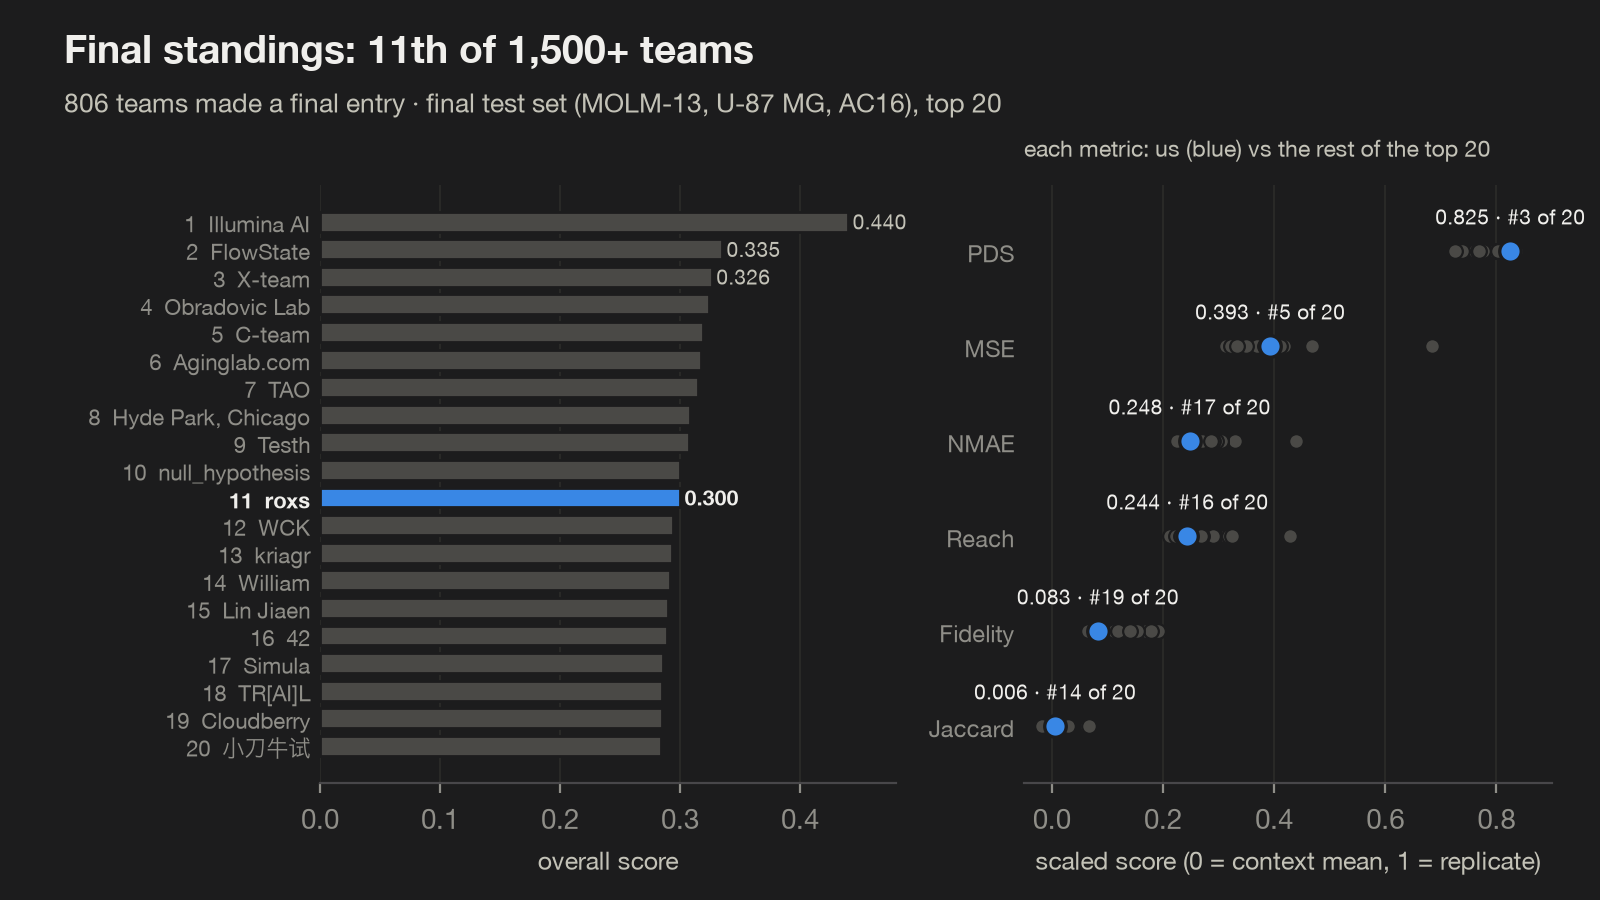 Final standings: 11th of 1,500+ teams
806 teams made a final entry · final test set (MOLM-13, U-87 MG, AC16), top 20
each metric: us (blue) vs the rest of the top 20
1 Illumina AI 0.440
2 FlowState 0.335
3 X-team 0.326
4 Obradovic Lab
5 C-team
6 Aginglab.com
7 TAO
8 Hyde Park, Chicago
9 Testh
10 null_hypothesis
11 roxs 0.300
12 WCK
13 kriagr
14 William
15 Lin Jiaen
16 42
17 Simula
18 TR[AI]L
19 Cloudberry
20 小刀牛试
0.0 0.1 0.2 0.3 0.4
overall score
0.825 · #3 of 20
PDS
0.393 · #5 of 20
MSE
0.248 · #17 of 20
NMAE
0.244 · #16 of 20
Reach
0.083 · #19 of 20
Fidelity
0.006 · #14 of 20
Jaccard
0.0 0.2 0.4 0.6 0.8
scaled score (0 = context mean, 1 = replicate)